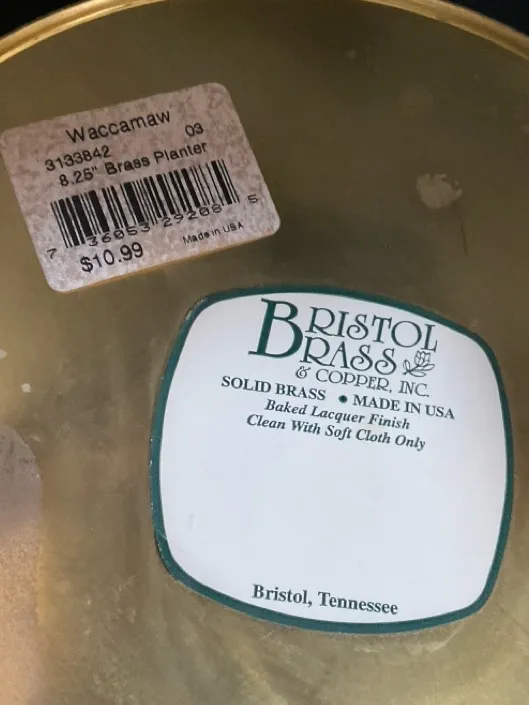 Waccamaw
3133842 03
8.25" Brass Planter
7 36053 29208 5
$10.99 Made in USA
BRISTOL
BRASS
& COPPER, INC.
SOLID BRASS • MADE IN USA
Baked Lacquer Finish
Clean With Soft Cloth Only
Bristol, Tennessee